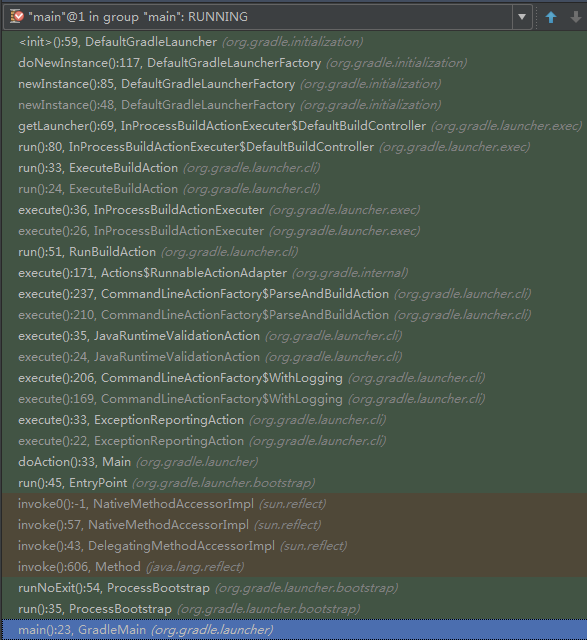 "main"@1 in group "main": RUNNING
<init>():59, DefaultGradleLauncher (org.gradle.initialization)
doNewInstance():117, DefaultGradleLauncherFactory (org.gradle.initialization)
newInstance():85, DefaultGradleLauncherFactory (org.gradle.initialization)
newInstance():48, DefaultGradleLauncherFactory (org.gradle.initialization)
getLauncher():69, InProcessBuildActionExecuter$DefaultBuildController (org.gradle.launcher.exec)
run():80, InProcessBuildActionExecuter$DefaultBuildController (org.gradle.launcher.exec)
run():33, ExecuteBuildAction (org.gradle.launcher.cli)
run():24, ExecuteBuildAction (org.gradle.launcher.cli)
execute():36, InProcessBuildActionExecuter (org.gradle.launcher.exec)
execute():26, InProcessBuildActionExecuter (org.gradle.launcher.exec)
run():51, RunBuildAction (org.gradle.launcher.cli)
execute():171, Actions$RunnableActionAdapter (org.gradle.internal)
execute():237, CommandLineActionFactory$ParseAndBuildAction (org.gradle.launcher.cli)
execute():210, CommandLineActionFactory$ParseAndBuildAction (org.gradle.launcher.cli)
execute():35, JavaRuntimeValidationAction (org.gradle.launcher.cli)
execute():24, JavaRuntimeValidationAction (org.gradle.launcher.cli)
execute():206, CommandLineActionFactory$WithLogging (org.gradle.launcher.cli)
execute():169, CommandLineActionFactory$WithLogging (org.gradle.launcher.cli)
execute():33, ExceptionReportingAction (org.gradle.launcher.cli)
execute():22, ExceptionReportingAction (org.gradle.launcher.cli)
doAction():33, Main (org.gradle.launcher)
run():45, EntryPoint (org.gradle.launcher.bootstrap)
invoke0():-1, NativeMethodAccessorImpl (sun.reflect)
invoke():57, NativeMethodAccessorImpl (sun.reflect)
invoke():43, DelegatingMethodAccessorImpl (sun.reflect)
invoke():606, Method (java.lang.reflect)
runNoExit():54, ProcessBootstrap (org.gradle.launcher.bootstrap)
run():35, ProcessBootstrap (org.gradle.launcher.bootstrap)
main():23, GradleMain (org.gradle.launcher)